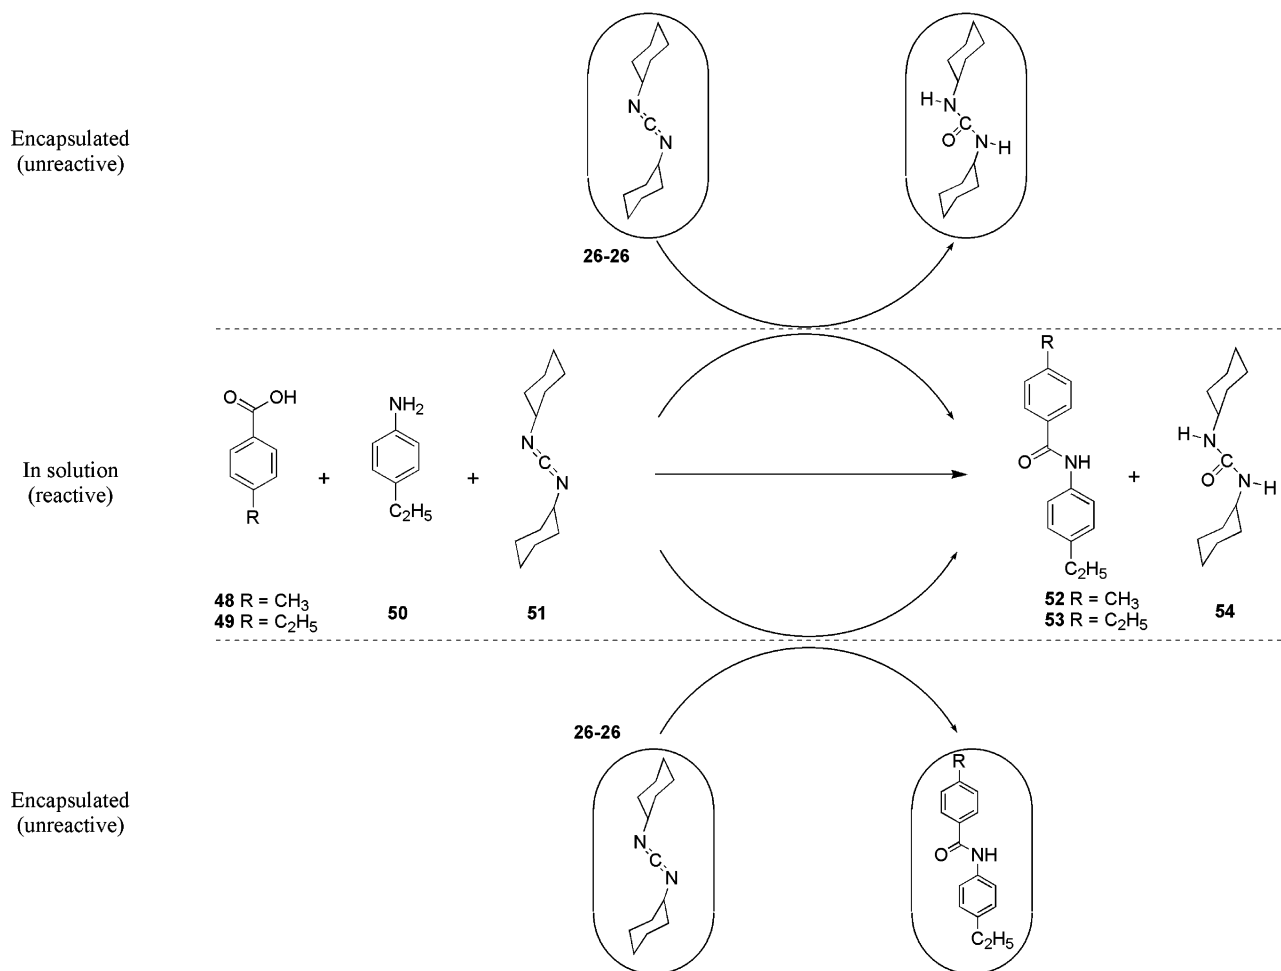 Encapsulated
(unreactive)
N
C
N
26-26
H
N
C
O
N
H
In solution
(reactive)
O
OH
R
+
NH2
C2H5
+
N
C
N
R
O
NH
C2H5
+
H
N
C
O
N
H
48 R = CH3
49 R = C2H5
50
51
52 R = CH3
53 R = C2H5
54
Encapsulated
(unreactive)
26-26
N
C
N
R
O
NH
C2H5